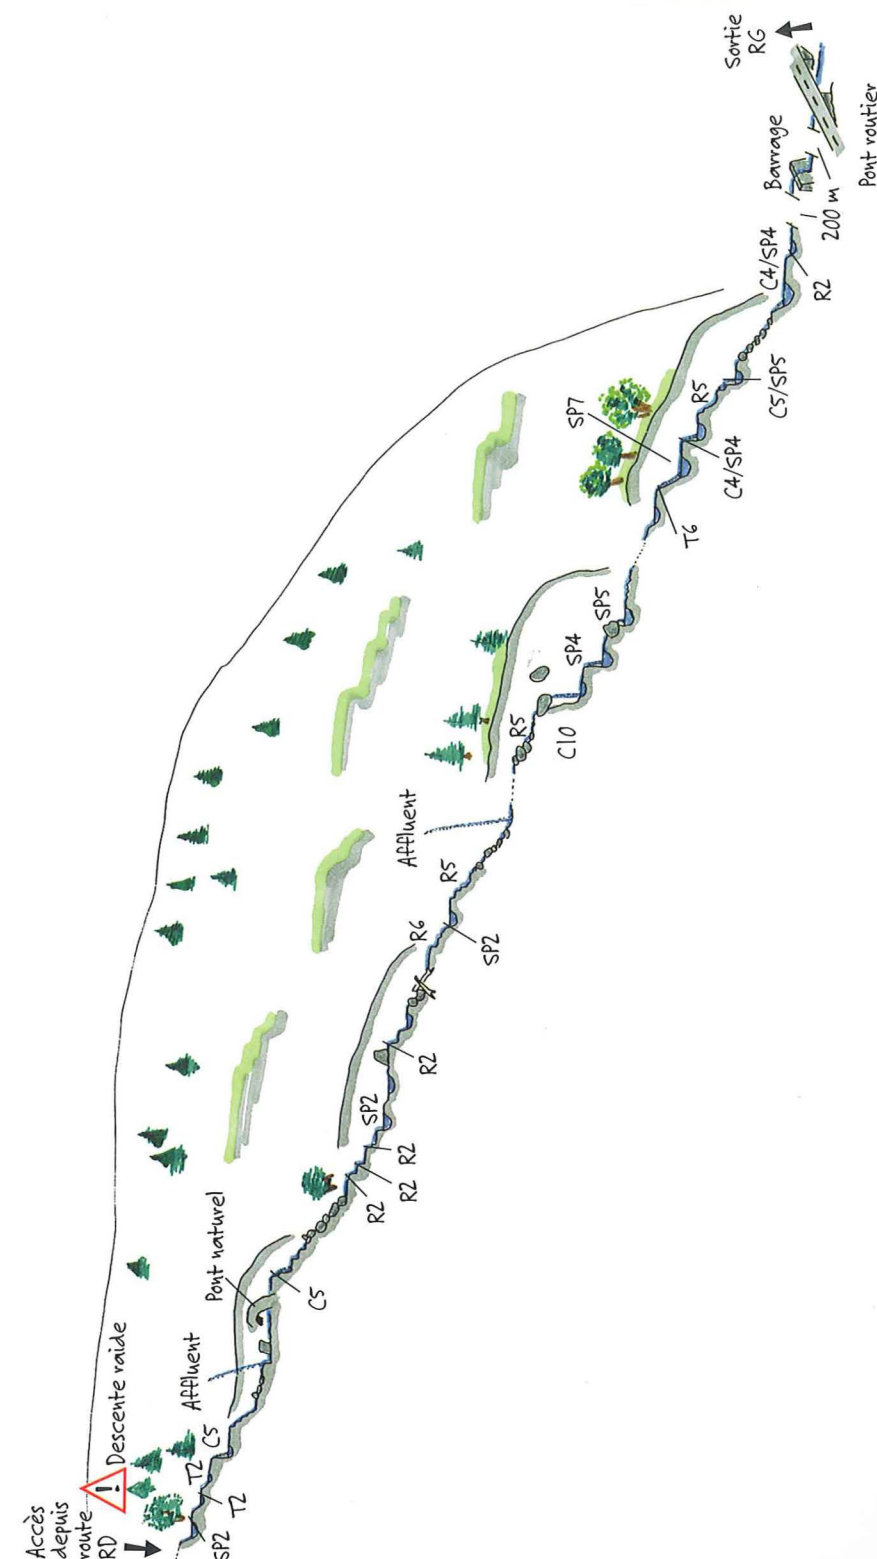 Accès
depuis
route
RD
Descente raide
SP2
T2
T2
C5
Affluent
Pont naturel
C5
R2
R2
R2
SP2
R2
R6
SP2
R5
Affluent
R5
C10
SP4
SP5
T6
SP7
C4/SP4
R5
C5/SP5
C4/SP4
R2
200 m
Barrage
Pont routier
Sortie
RG